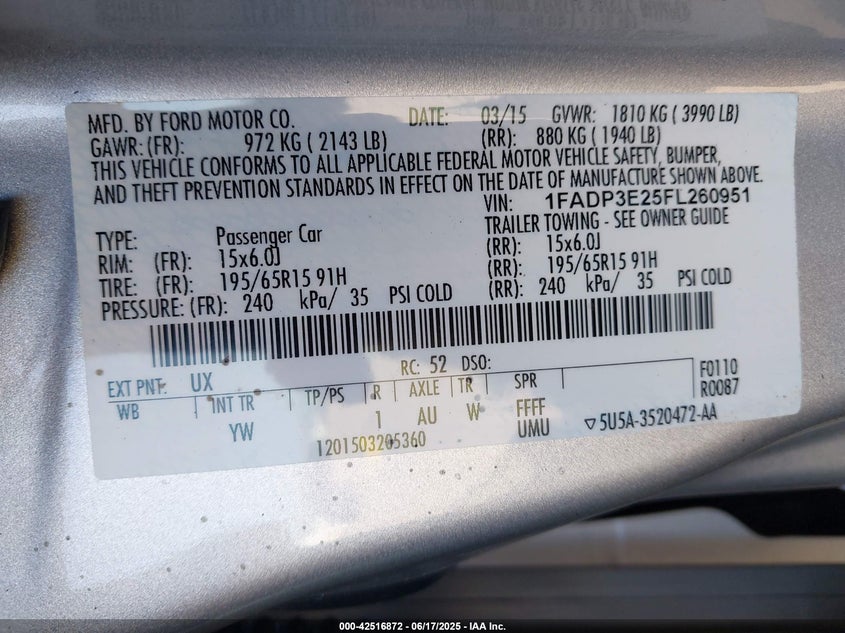 MFD. BY FORD MOTOR CO. DATE: 03/15 GVWR: 1810 KG ( 3990 LB)
GAWR: (FR): 972 KG ( 2143 LB) (RR): 880 KG ( 1940 LB)
THIS VEHICLE CONFORMS TO ALL APPLICABLE FEDERAL MOTOR VEHICLE SAFETY, BUMPER,
AND THEFT PREVENTION STANDARDS IN EFFECT ON THE DATE OF MANUFACTURE SHOWN ABOVE.
VIN: 1FADP3E25FL260951
TYPE: Passenger Car TRAILER TOWING - SEE OWNER GUIDE
RIM: (FR): 15x6.0J (RR): 15x6.0J
TIRE: (FR): 195/65R15 91H (RR): 195/65R15 91H
PRESSURE: (FR): 240 kPa/ 35 PSI COLD (RR): 240 kPa/ 35 PSI COLD
RC: 52 DSO:
EXT PNT: UX F0110
WB INT TR TP/PS R AXLE TR SPR R0087
YW 1 AU W FFFF
1201503205360 UMU ▽5U5A-3520472-AA
000-42516872 - 06/17/2025 - IAA Inc.